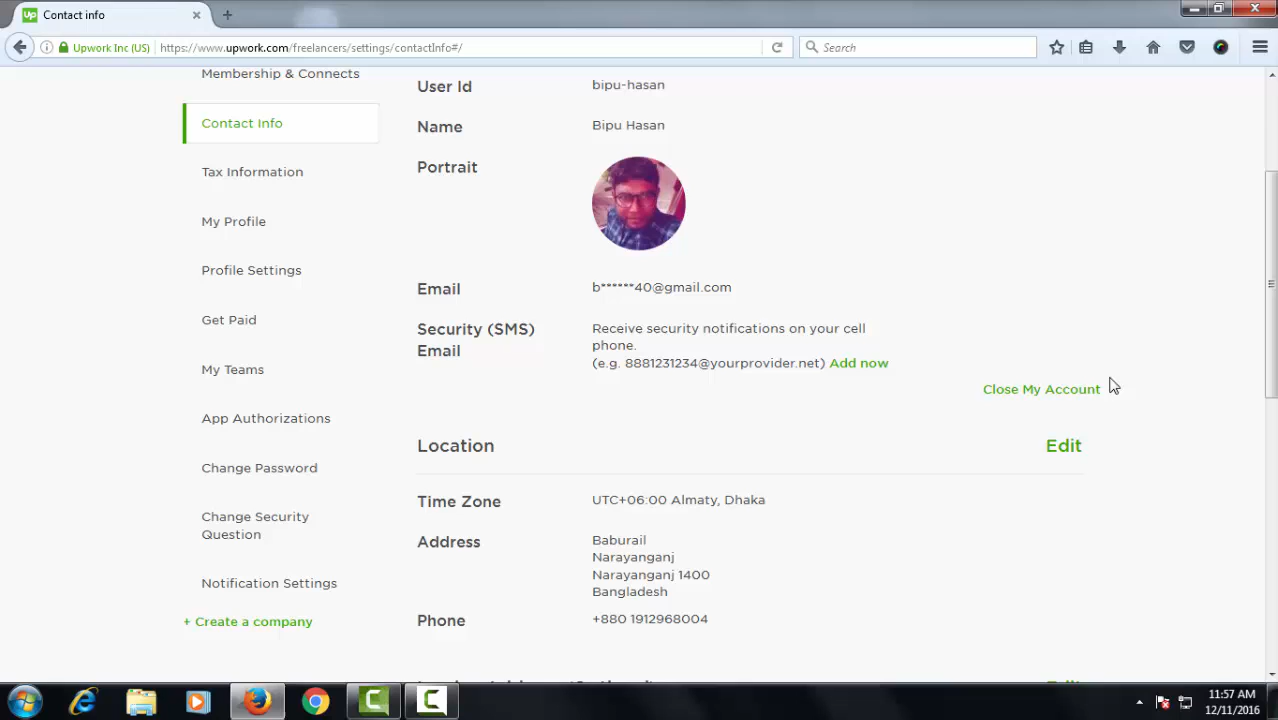 Contact info
Upwork Inc (US)
https://www.upwork.com/freelancers/settings/contactInfo#/
Search
Membership & Connects
Contact Info
Tax Information
My Profile
Profile Settings
Get Paid
My Teams
App Authorizations
Change Password
Change Security
Question
Notification Settings
+ Create a company
User Id
bipu-hasan
Name
Bipu Hasan
Portrait
Email
b******40@gmail.com
Security (SMS)
Email
Receive security notifications on your cell
phone.
(e.g. 8881231234@yourprovider.net) Add now
Close My Account
Location
Edit
Time Zone
UTC+06:00 Almaty, Dhaka
Address
Baburail
Narayanganj
Narayanganj 1400
Bangladesh
Phone
+880 1912968004
11:57 AM
12/11/2016